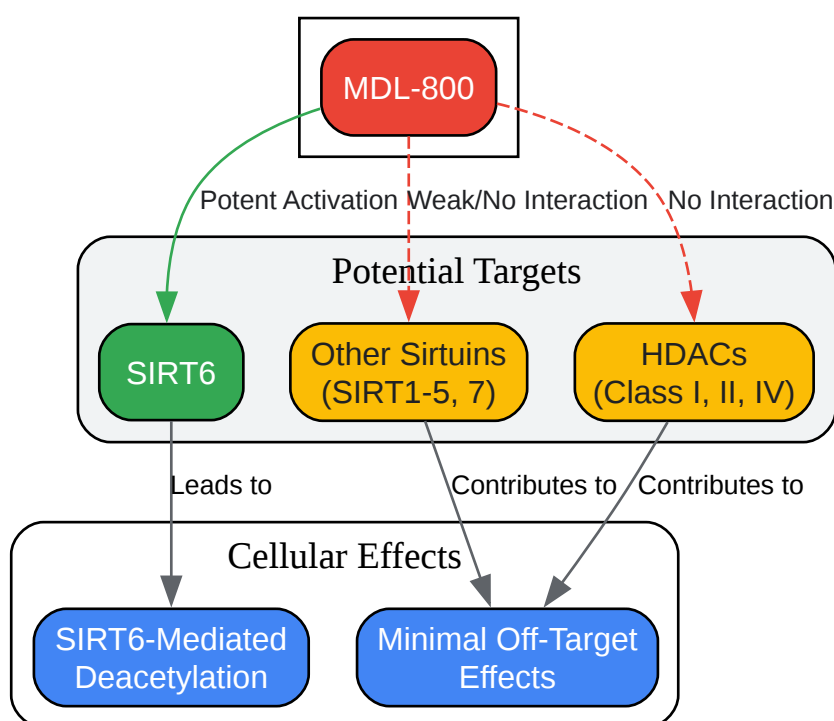 MDL-800
Potent Activation
Weak/No Interaction
No Interaction
Potential Targets
SIRT6
Other Sirtuins
(SIRT1-5, 7)
HDACs
(Class I, II, IV)
Leads to
Contributes to
Contributes to
Cellular Effects
SIRT6-Mediated
Deacetylation
Minimal Off-Target
Effects